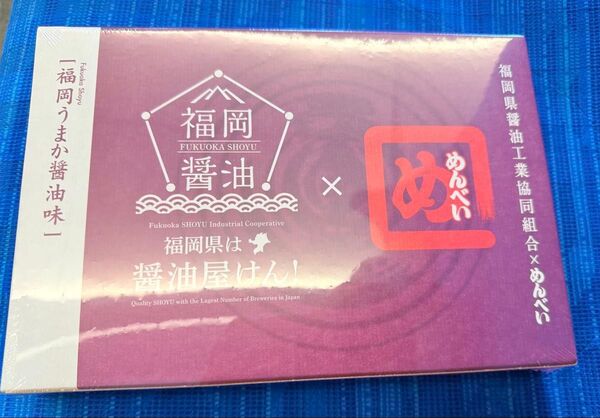 Fukuoka Shoyu
[福岡うまか醤油味]
福岡
FUKUOKA SHOYU
醤油
Fukuoka SHOYU Industrial Cooperative
福岡県は
醤油屋けん!
Quality SHOYU with the Lagest Number of Breweries in Japan
×
め
めんべい
福岡県醤油工業協同組合×めんべい